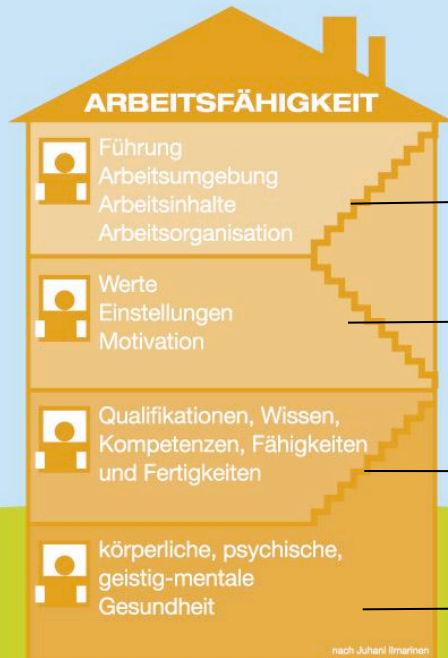 ARBEITSFÄHIGKEIT
Führung
Arbeitsumgebung
Arbeitsinhalte
Arbeitsorganisation
Werte
Einstellungen
Motivation
Qualifikationen, Wissen,
Kompetenzen, Fähigkeiten
und Fertigkeiten
körperliche, psychische,
geistig-mentale
Gesundheit
nach Juhani Ilmarinen